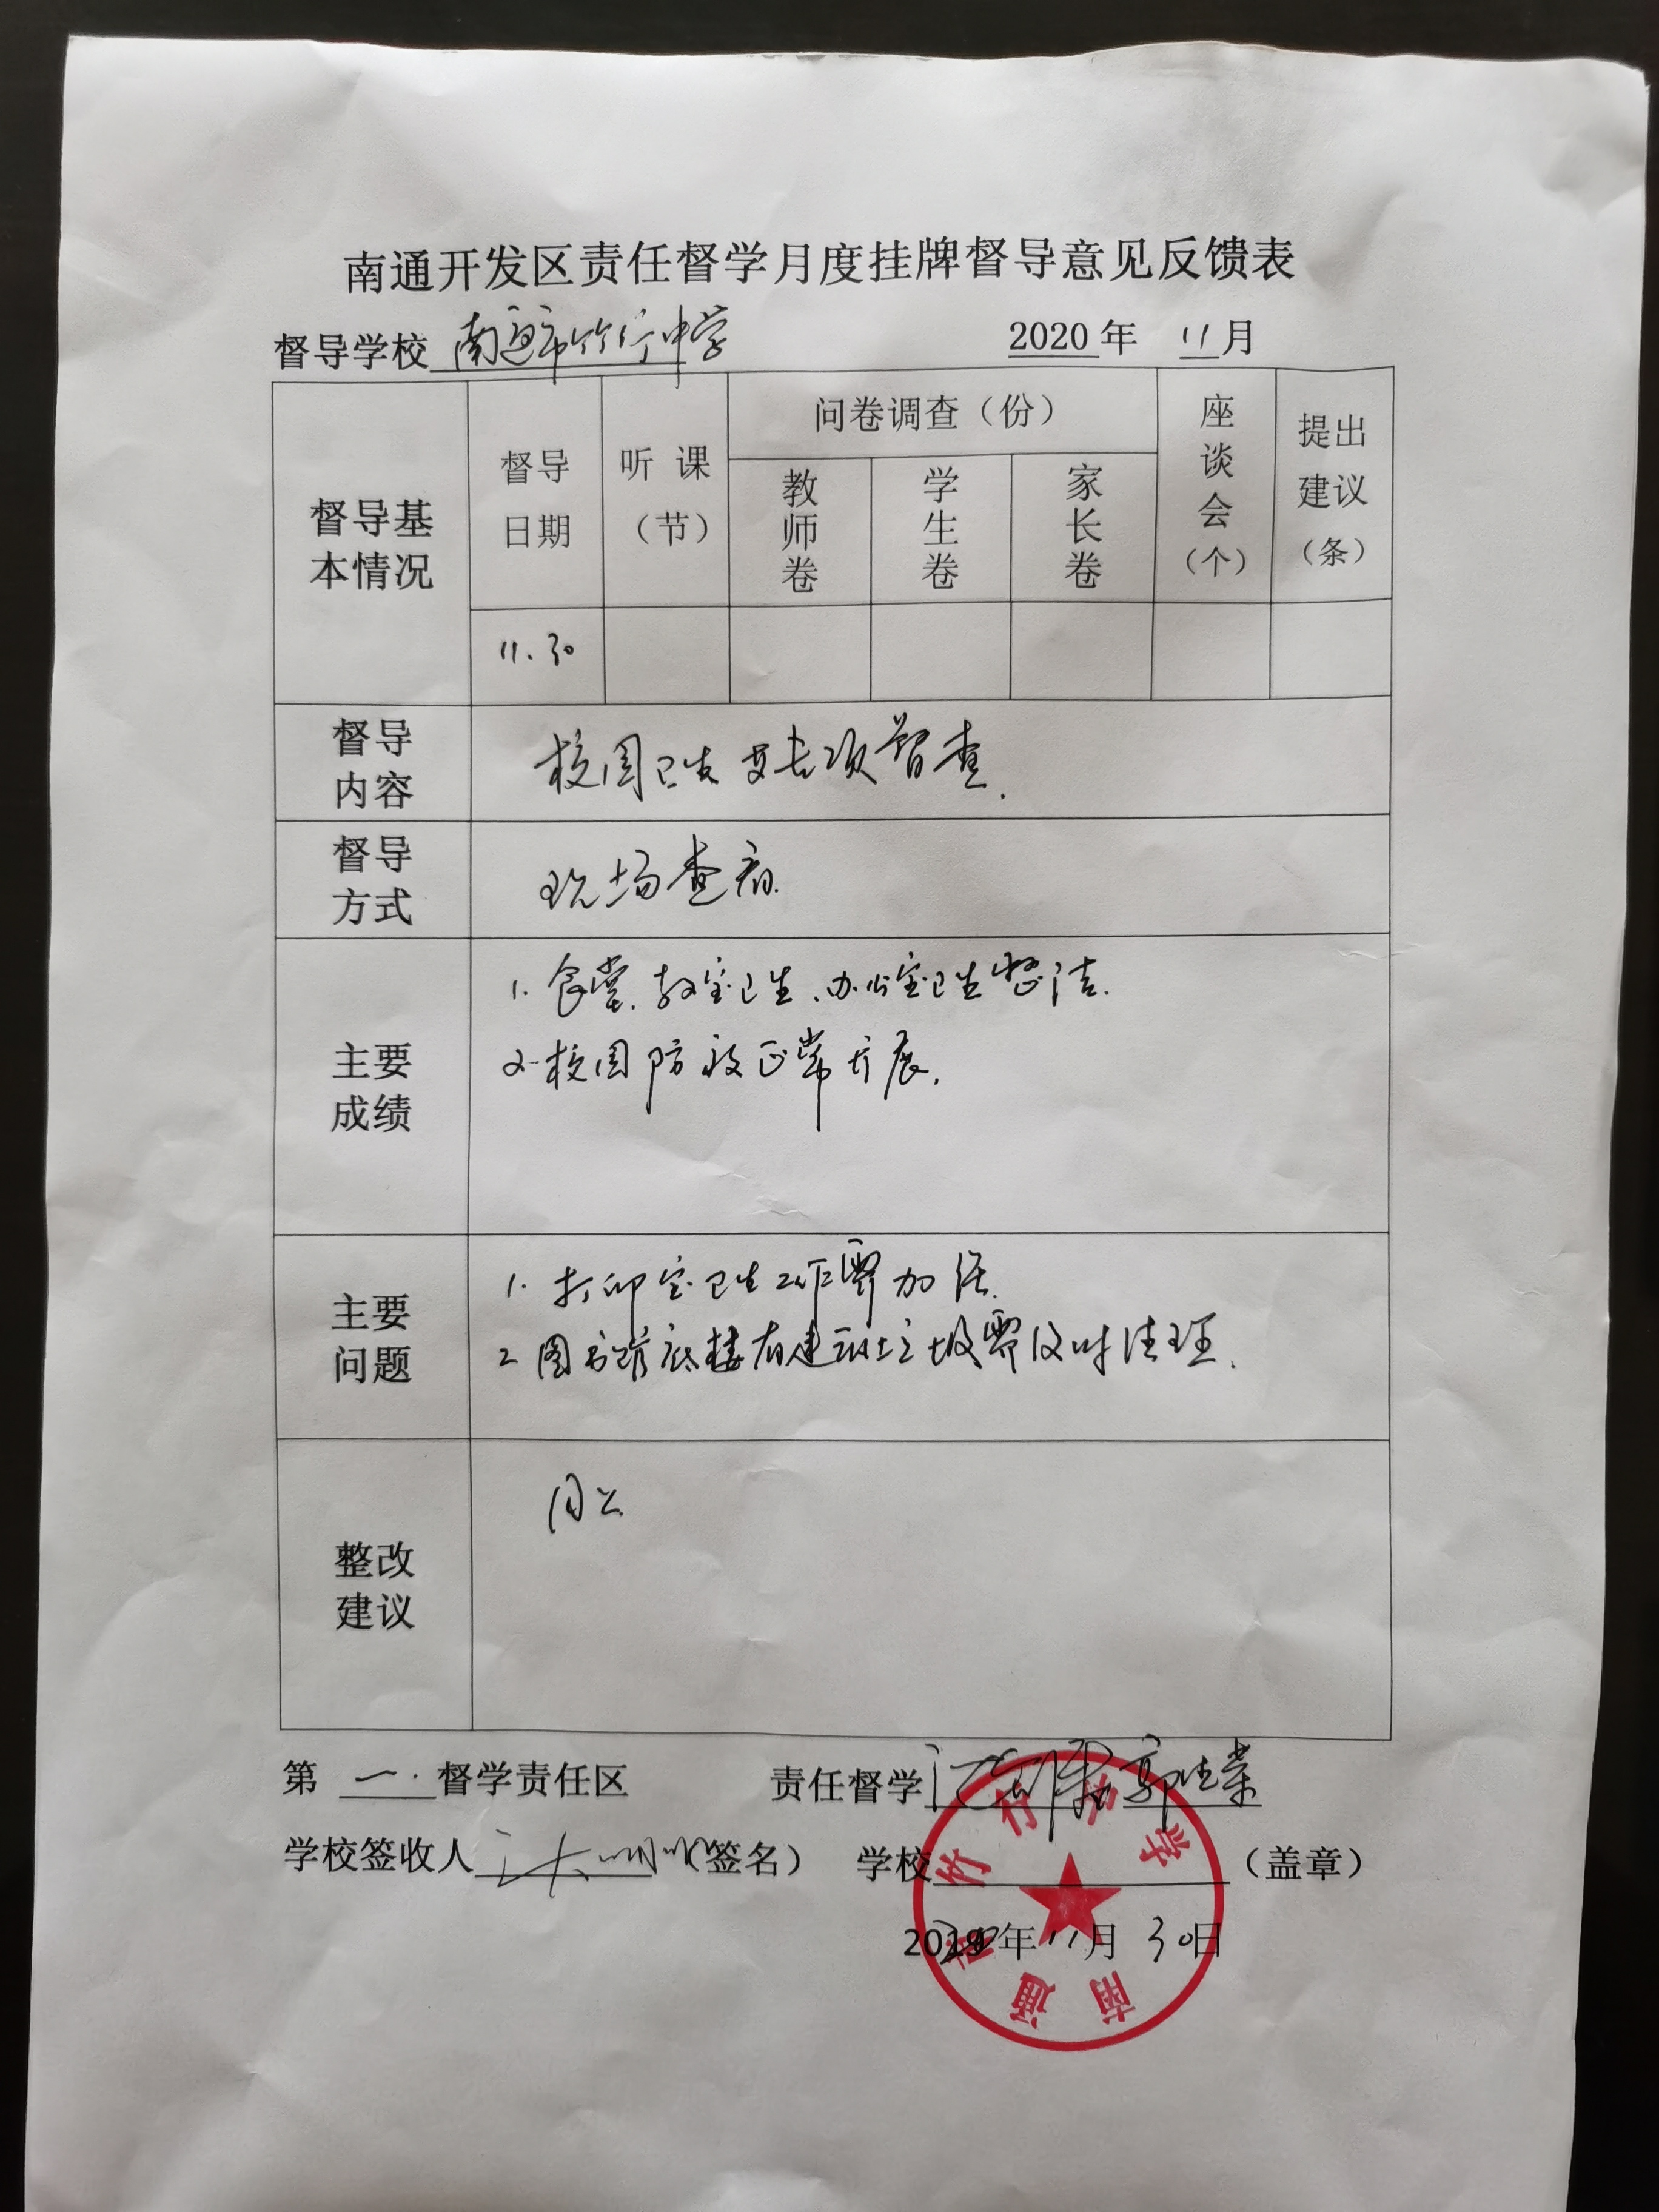 南通开发区责任督学月度挂牌督导意见反馈表
督导学校 南通市竹行中学 2020年 11月
督导基本情况
督导日期
听课（节）
问卷调查（份）
教师卷
学生卷
家长卷
座谈会（个）
提出建议（条）
11.30
督导内容
校园卫生专项督查.
督导方式
现场查看.
主要成绩
1. 食堂、教室卫生、办公室卫生整洁.
2. 校园防疫正常开展.
主要问题
1. 打印室卫生工作需加强.
2. 图书馆底楼有建筑垃圾需及时清理.
整改建议
同上
第 一 督学责任区 责任督学
学校签收人 （签名） 学校 （盖章）
年11月30日
南通市竹行中学